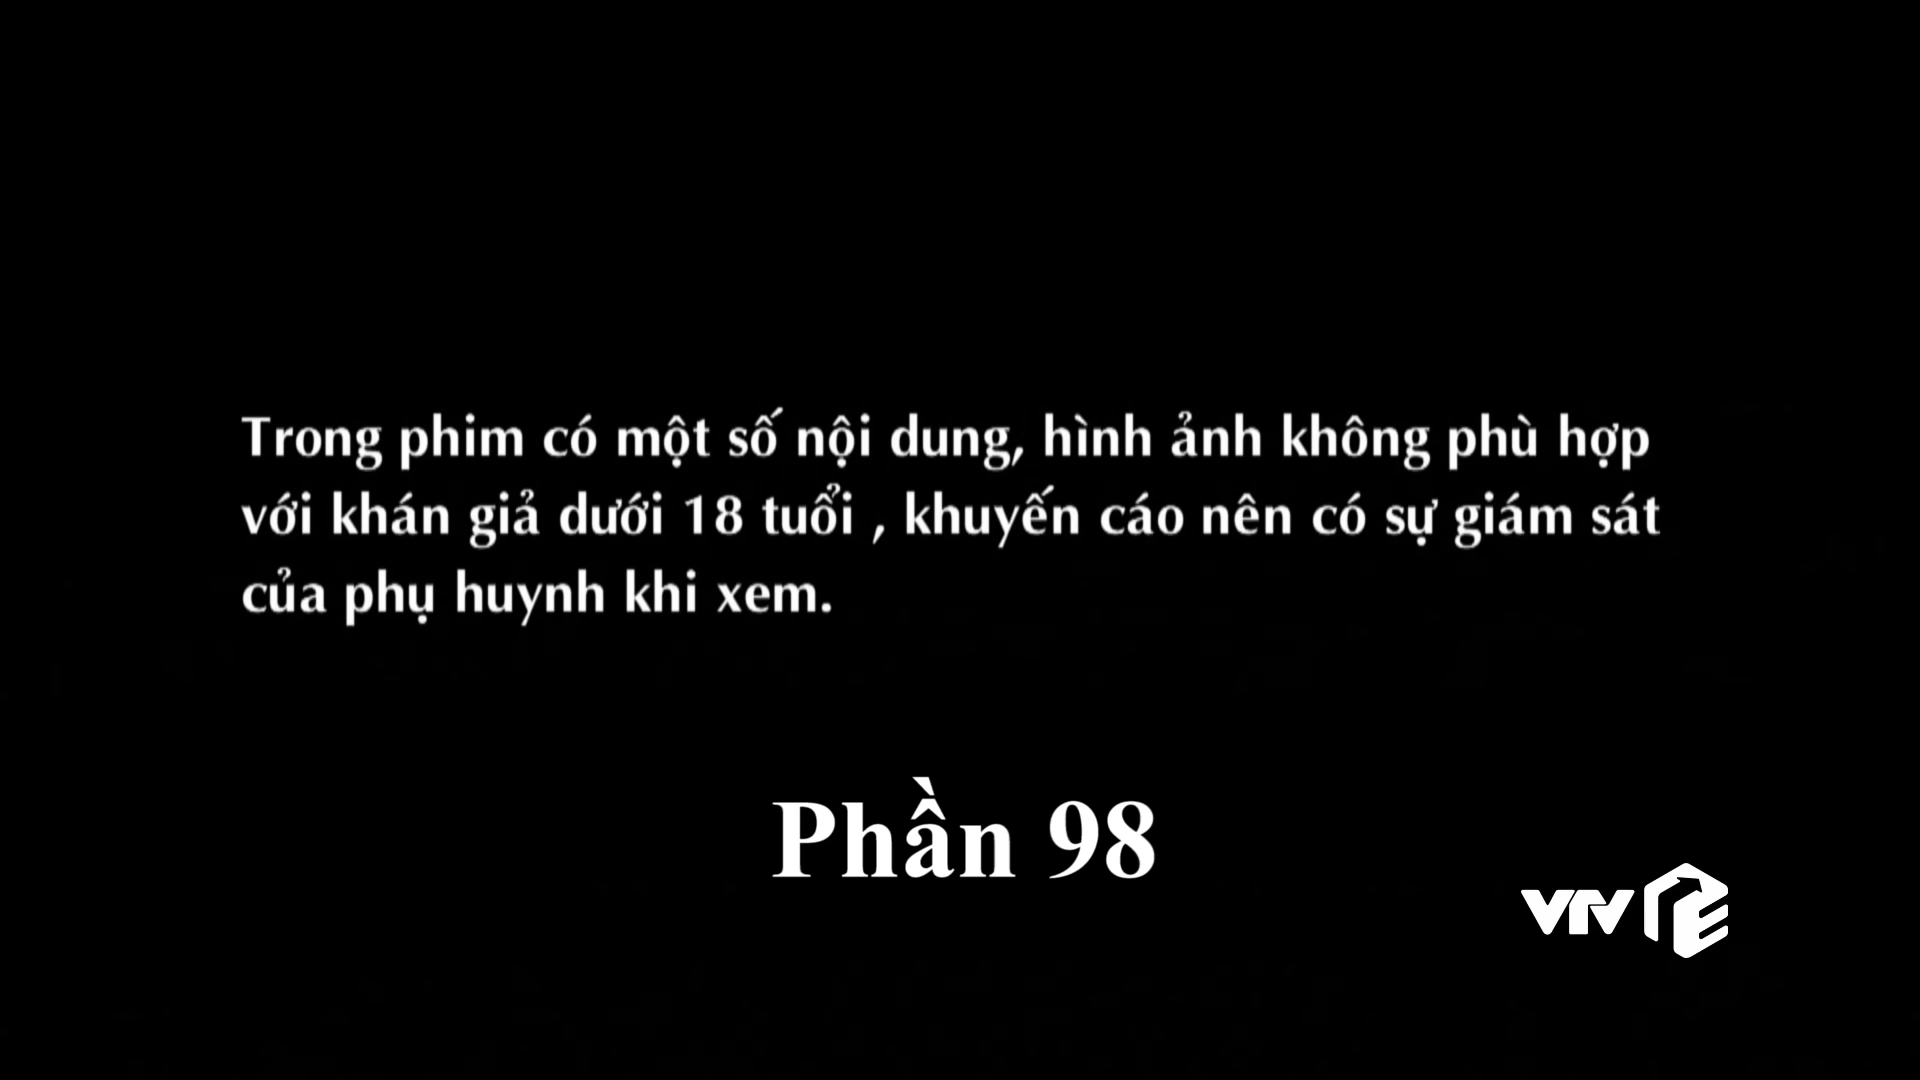 Trong phim có một số nội dung, hình ảnh không phù hợp
với khán giả dưới 18 tuổi , khuyến cáo nên có sự giám sát
của phụ huynh khi xem.
Phần 98
VTV